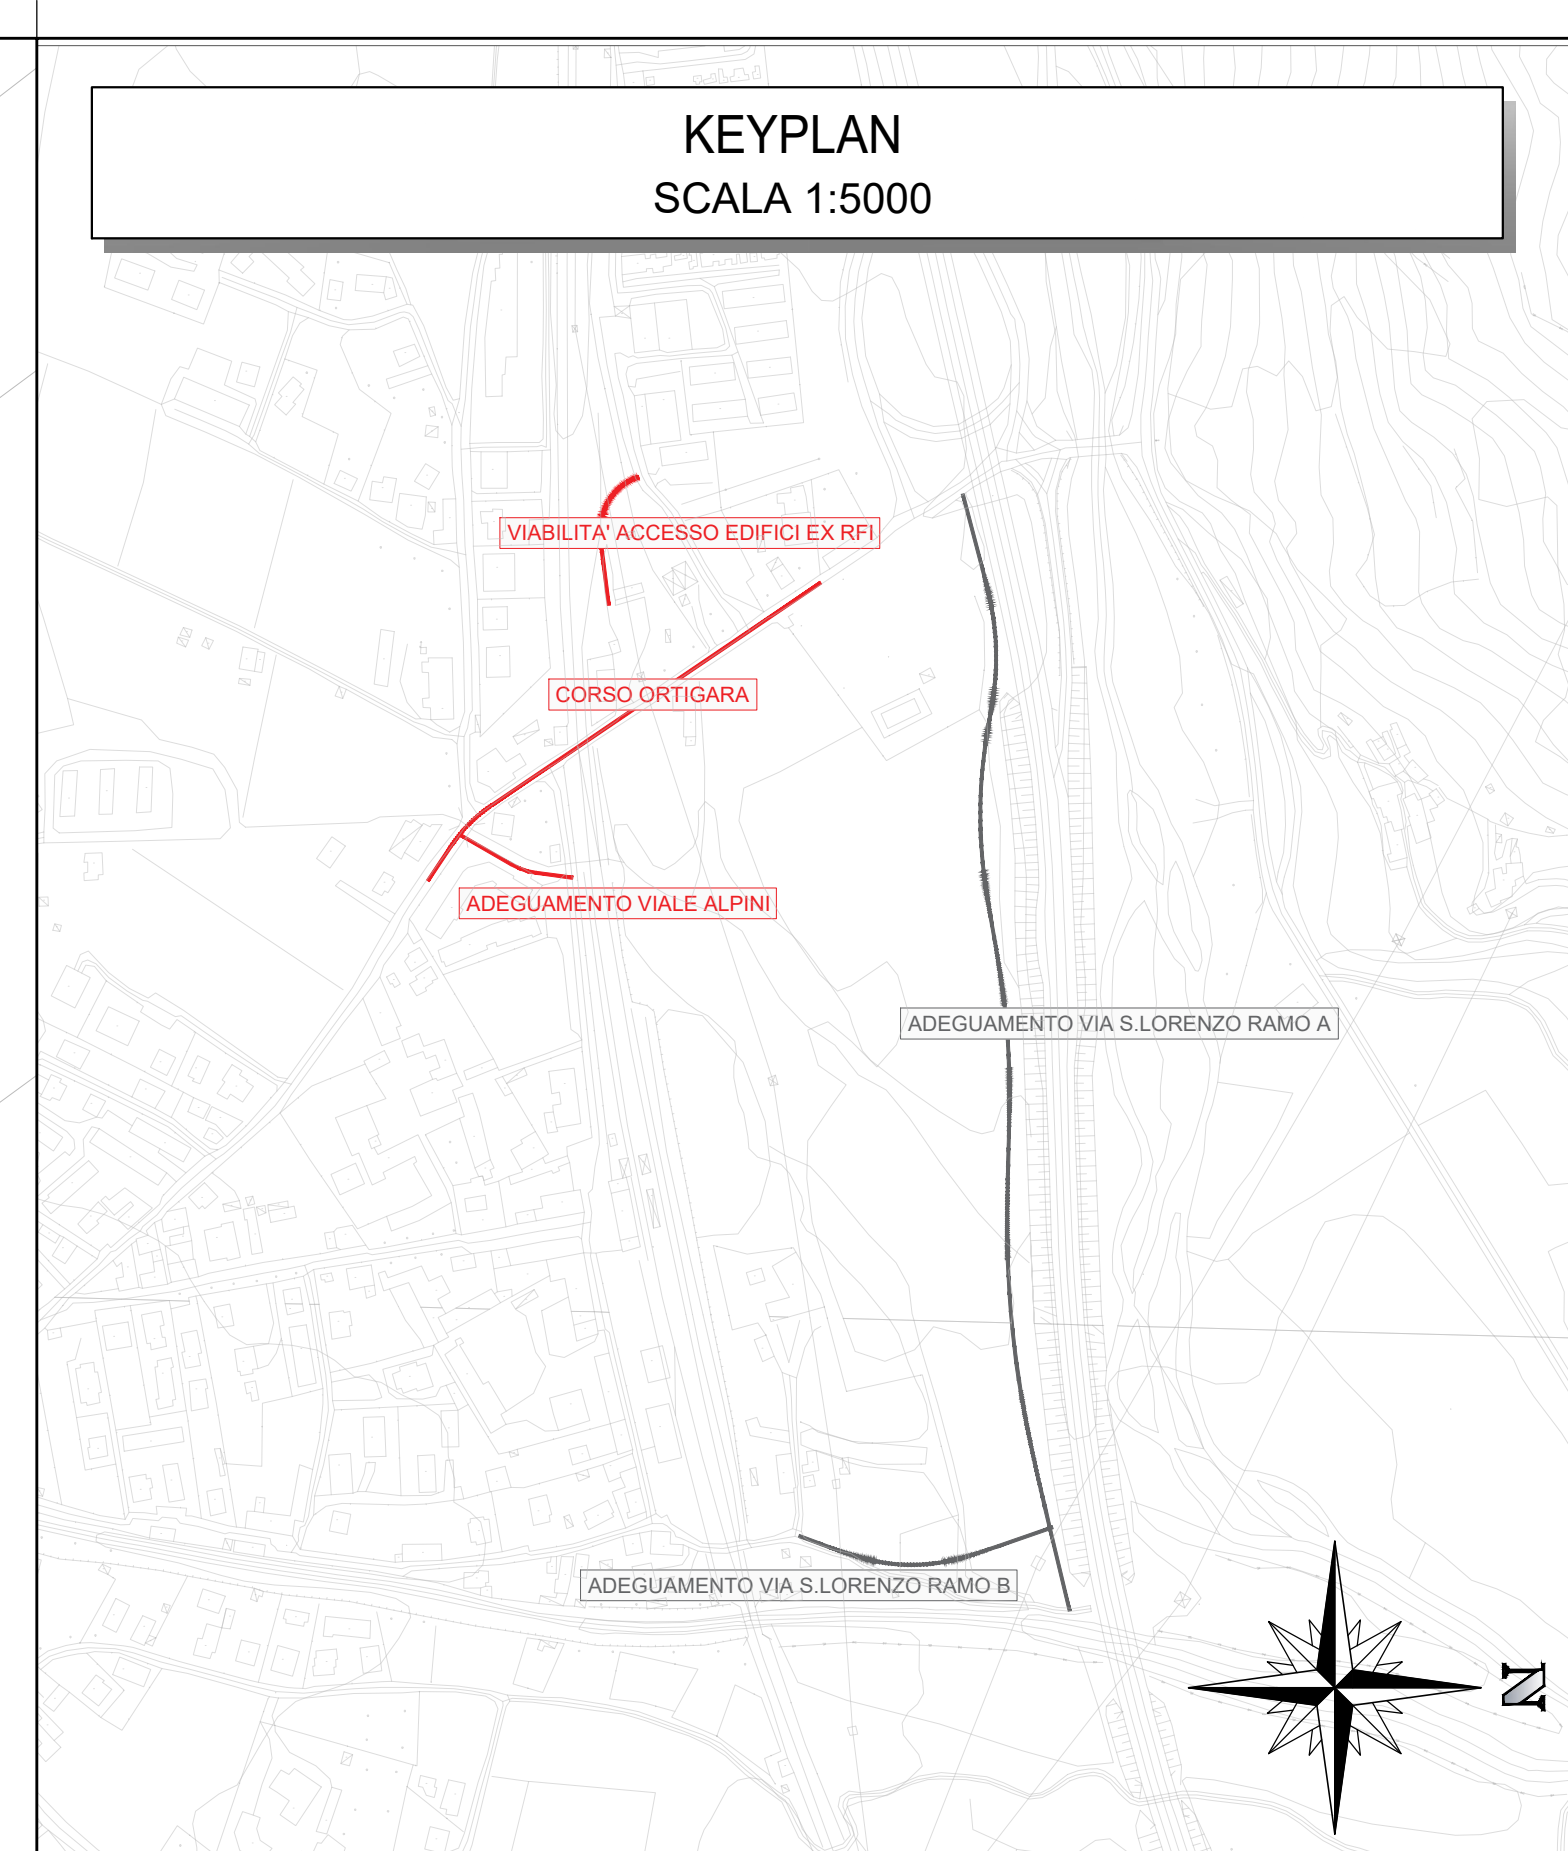 KEYPLAN
SCALA 1:5000
VIABILITA' ACCESSO EDIFICI EX RFI
CORSO ORTIGARA
ADEGUAMENTO VIALE ALPINI
ADEGUAMENTO VIA S.LORENZO RAMO A
ADEGUAMENTO VIA S.LORENZO RAMO B
N